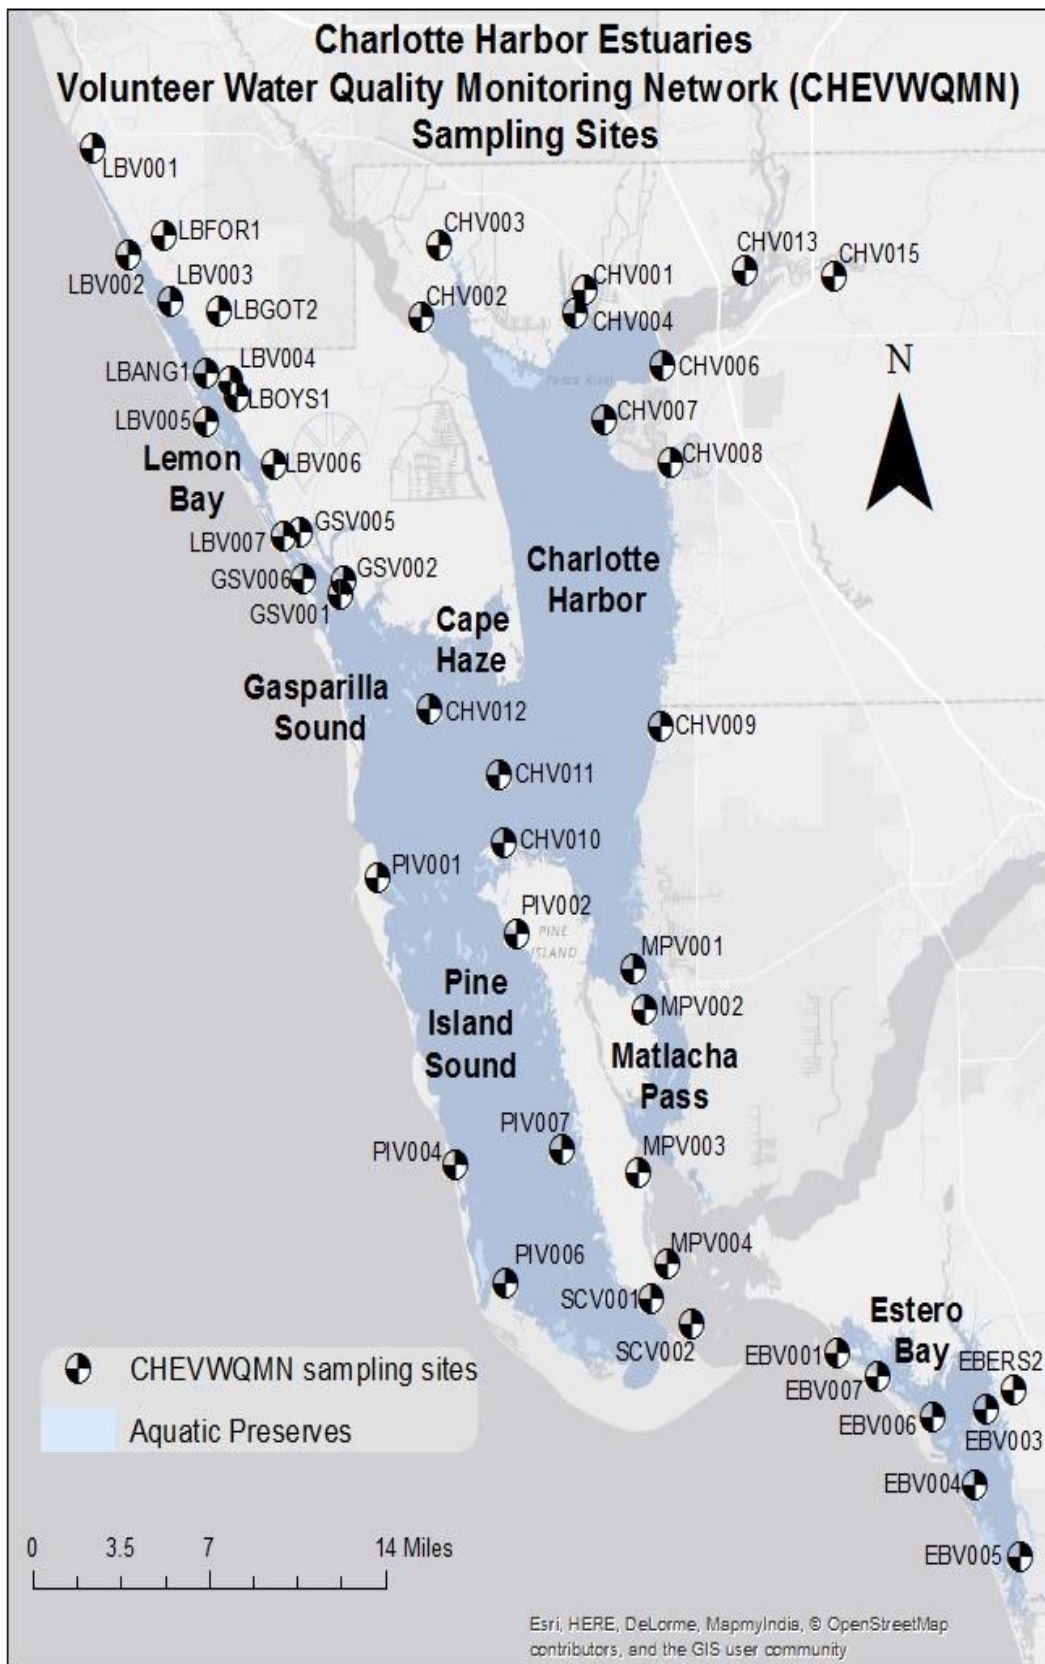 Charlotte Harbor Estuaries
Volunteer Water Quality Monitoring Network (CHEVWQMN)
Sampling Sites
LBV001
LBFOR1
CHV003
CHV013
CHV015
LBV002
LBV003
CHV001
LBGOT2
CHV002
CHV004
LBANG1
LBV004
Peace River
CHV006
N
LBOYS1
LBV005
CHV007
Lemon
Bay
LBV006
CHV008
GSV005
LBV007
GSV006
GSV002
GSV001
Charlotte
Harbor
Cape
Haze
Gasparilla
Sound
CHV012
CHV009
CHV011
CHV010
PIV001
PIV002
PINE
ISLAND
MPV001
Pine
Island
Sound
MPV002
Matlacha
Pass
PIV007
PIV004
MPV003
PIV006
MPV004
SCV001
SCV002
Estero
Bay
EBV001
EBERS2
EBV007
EBV006
EBV003
EBV004
EBV005
CHEVWQMN sampling sites
Aquatic Preserves
0 3.5 7 14 Miles
Esri, HERE, DeLorme, MapmyIndia, © OpenStreetMap
contributors, and the GIS user community